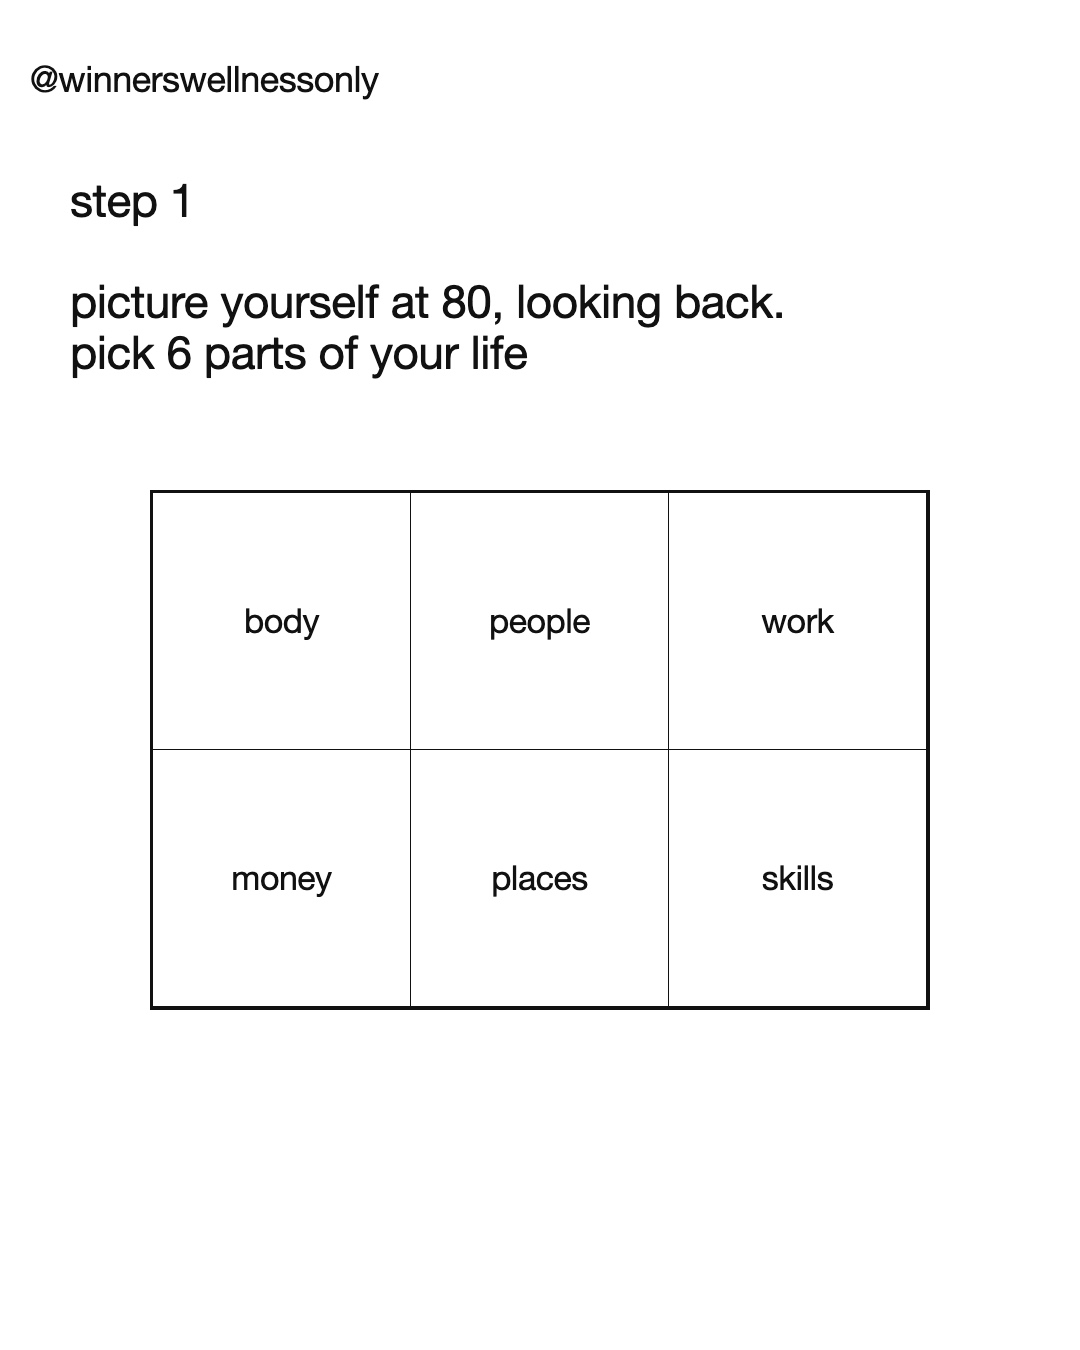 @winnerswellnessonly
step 1
picture yourself at 80, looking back.
pick 6 parts of your life
body people work
money places skills